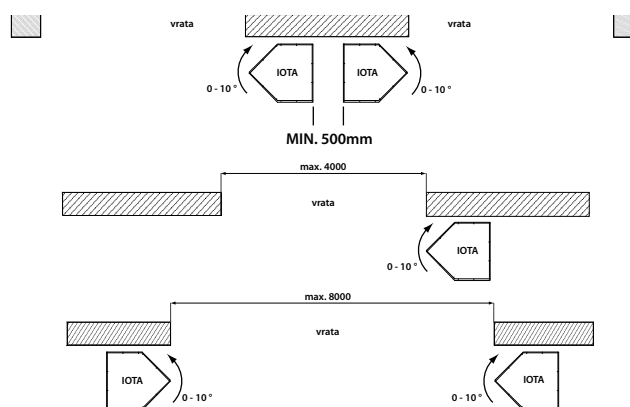 vrata vrata
IOTA IOTA
0 - 10 ° 0 - 10 °
MIN. 500mm
max. 4000
vrata
IOTA
0 - 10 °
max. 8000
vrata
IOTA IOTA
0 - 10 ° 0 - 10 °